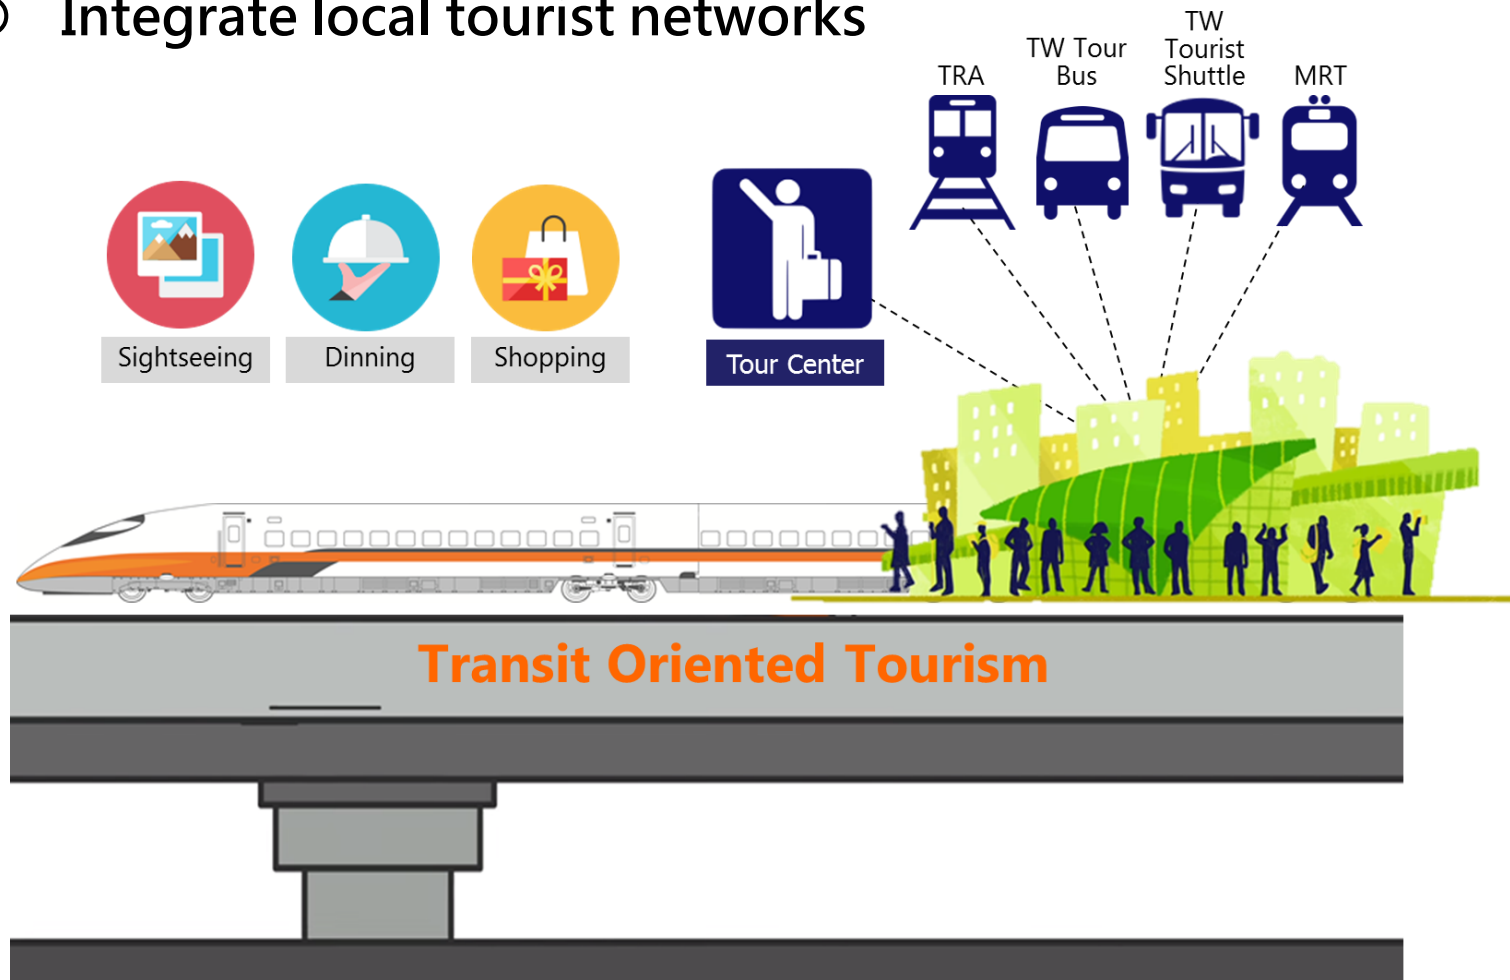 Integrate local tourist networks
TW
Tourist
Shuttle
TW Tour
Bus
TRA
MRT
Sightseeing
Dinning
Shopping
Tour Center
Transit Oriented Tourism